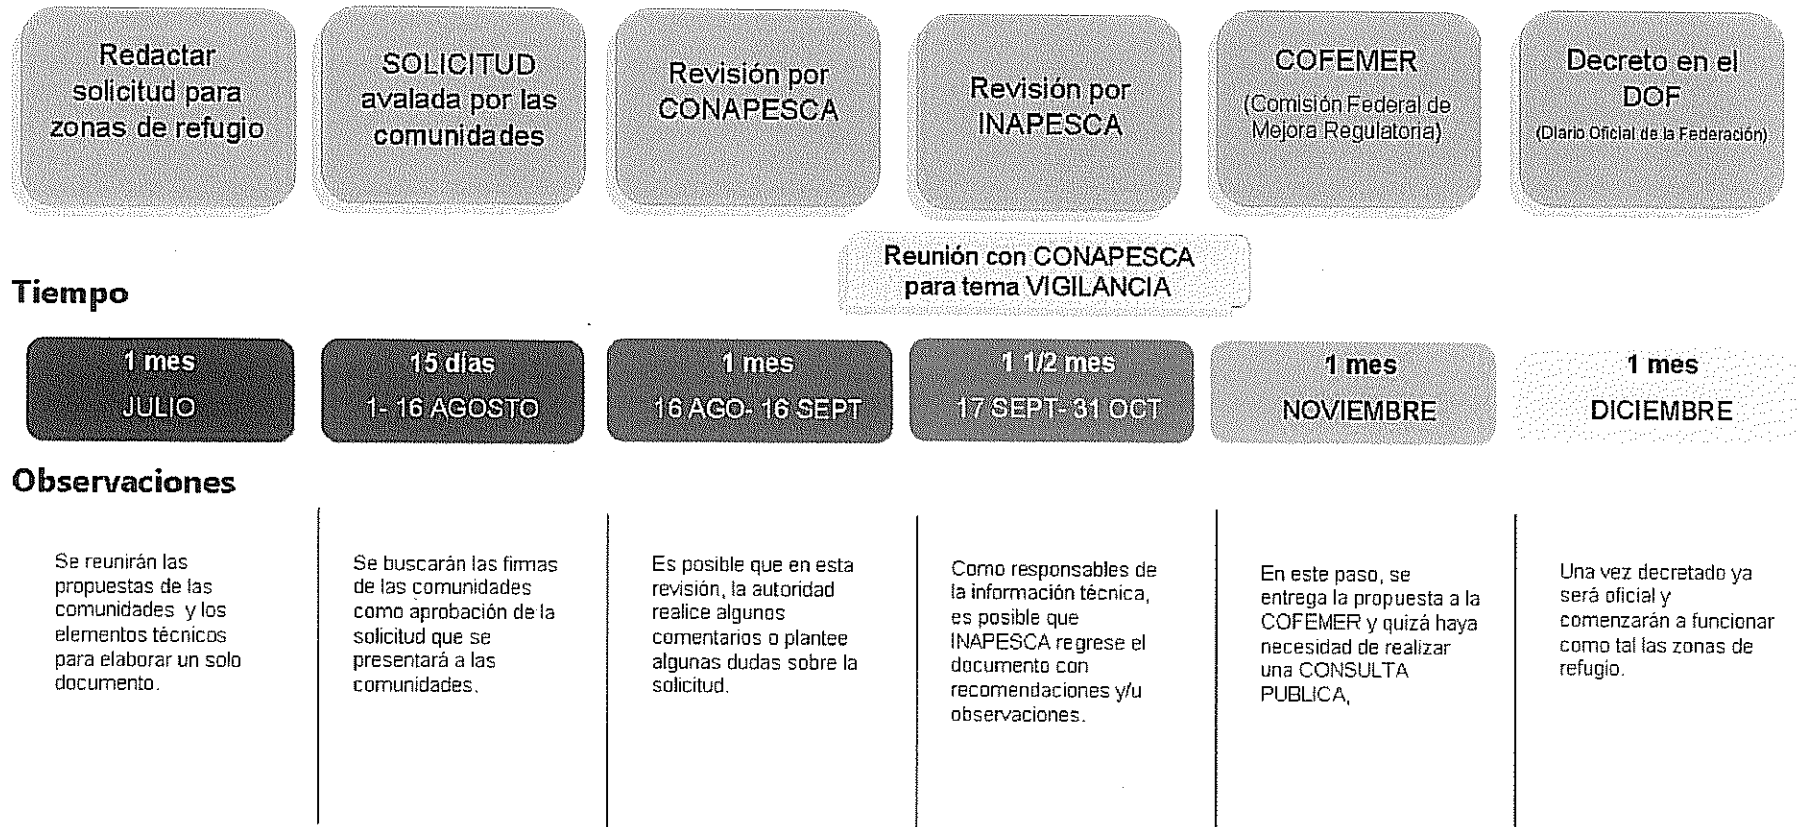 Redactar
solicitud para
zonas de refugio
SOLICITUD
avalada por las
comunidades
Revisión por
CONAPESCA
Revisión por
INAPESCA
COFEMER
(Comisión Federal de
Mejora Regulatoria)
Decreto en el
DOF
(Diario Oficial de la Federación)
Reunión con CONAPESCA
para tema VIGILANCIA
Tiempo
1 mes
JULIO
15 días
1- 16 AGOSTO
1 mes
16 AGO- 16 SEPT
1 1/2 mes
17 SEPT- 31 OCT
1 mes
NOVIEMBRE
1 mes
DICIEMBRE
Observaciones
Se reunirán las
propuestas de las
comunidades y los
elementos técnicos
para elaborar un solo
documento.
Se buscarán las firmas
de las comunidades
como aprobación de la
solicitud que se
presentará a las
comunidades.
Es posible que en esta
revisión, la autoridad
realice algunos
comentarios o plantee
algunas dudas sobre la
solicitud.
Como responsables de
la información técnica,
es posible que
INAPESCA regrese el
documento con
recomendaciones y/u
observaciones.
En este paso, se
entrega la propuesta a la
COFEMER y quizá haya
necesidad de realizar
una CONSULTA
PUBLICA,
Una vez decretado ya
será oficial y
comenzarán a funcionar
como tal las zonas de
refugio.